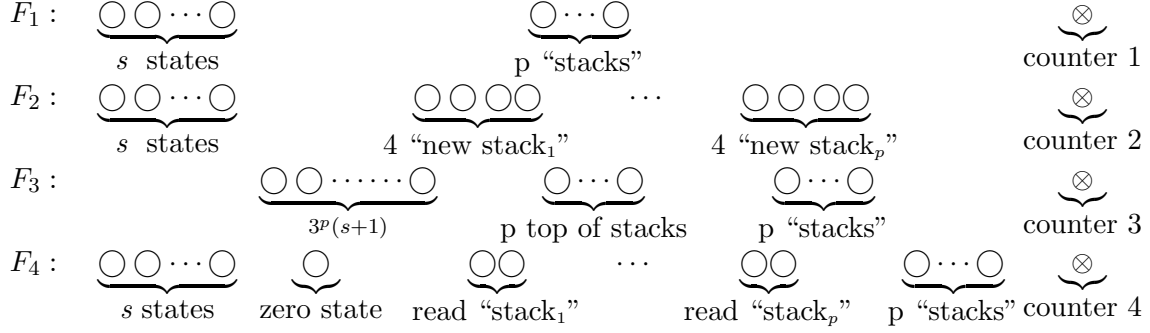 F₁ : ··· ··· ⊗
s states p “stacks” counter 1
F₂ : ··· ··· ⊗
s states 4 “new stack₁” 4 “new stackₚ” counter 2
F₃ : ······ ··· ··· ⊗
3ᵖ(s+1) p top of stacks p “stacks” counter 3
F₄ : ··· ··· ··· ⊗
s states zero state read “stack₁” read “stackₚ” p “stacks” counter 4